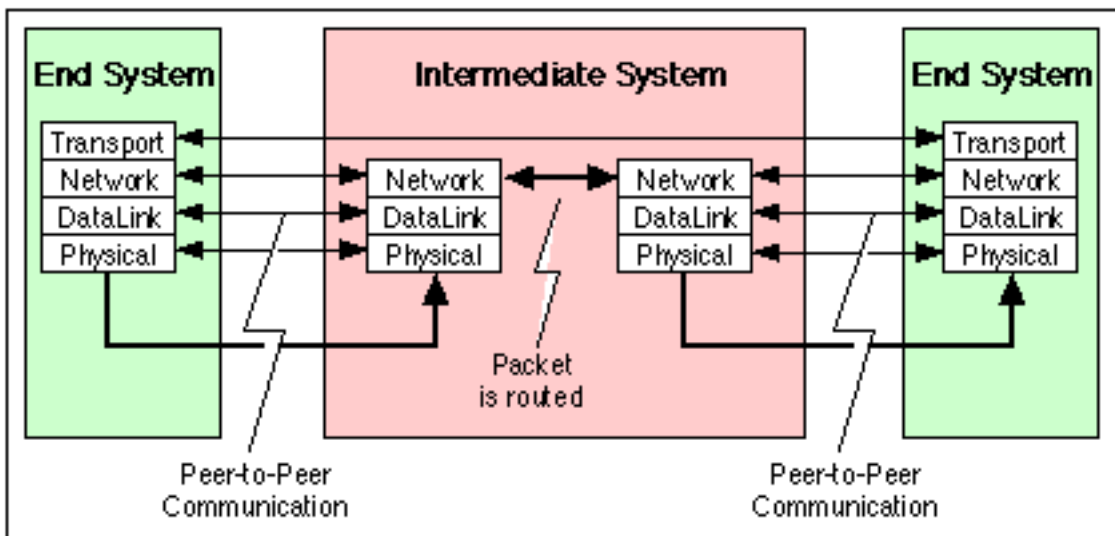 End System
Intermediate System
End System
Transport
Network
DataLink
Physical
Network
DataLink
Physical
Network
DataLink
Physical
Transport
Network
DataLink
Physical
Packet
is routed
Peer-to-Peer
Communication
Peer-to-Peer
Communication